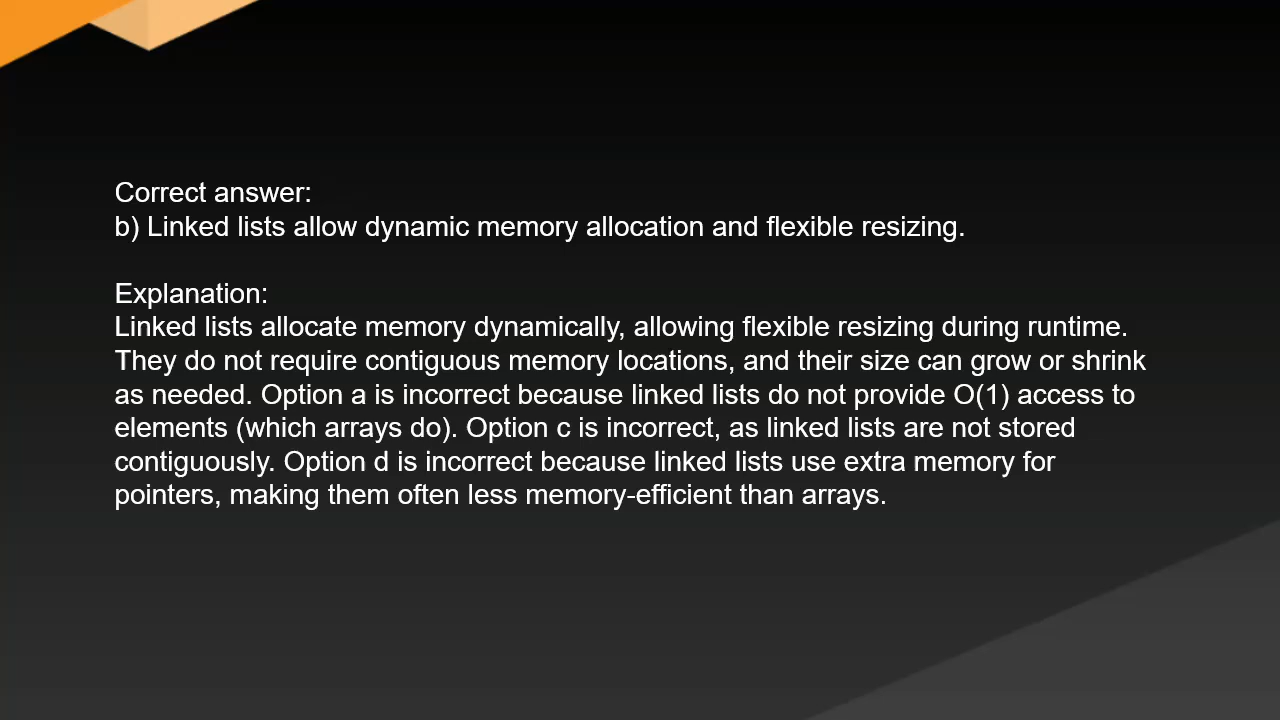 Correct answer:
b) Linked lists allow dynamic memory allocation and flexible resizing.
Explanation:
Linked lists allocate memory dynamically, allowing flexible resizing during runtime.
They do not require contiguous memory locations, and their size can grow or shrink
as needed. Option a is incorrect because linked lists do not provide O(1) access to
elements (which arrays do). Option c is incorrect, as linked lists are not stored
contiguously. Option d is incorrect because linked lists use extra memory for
pointers, making them often less memory-efficient than arrays.